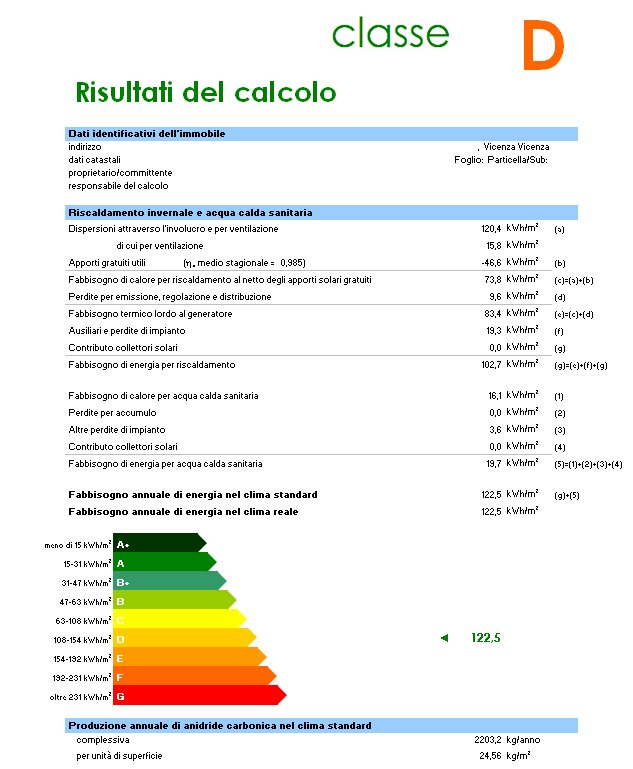 classe D
Risultati del calcolo
Dati identificativi dell'immobile
indirizzo , Vicenza Vicenza
dati catastali Foglio: Particella/Sub:
proprietario/committente
responsabile del calcolo
Riscaldamento invernale e acqua calda sanitaria
Dispersioni attraverso l'involucro e per ventilazione 120,4 kWh/m² (a)
di cui per ventilazione 15,8 kWh/m²
Apporti gratuiti utili (η, medio stagionale = 0,985) -46,6 kWh/m² (b)
Fabbisogno di calore per riscaldamento al netto degli apporti solari gratuiti 73,8 kWh/m² (c)=(a)+(b)
Perdite per emissione, regolazione e distribuzione 9,6 kWh/m² (d)
Fabbisogno termico lordo al generatore 83,4 kWh/m² (e)=(c)+(d)
Ausiliari e perdite di impianto 19,3 kWh/m² (f)
Contributo collettori solari 0,0 kWh/m² (g)
Fabbisogno di energia per riscaldamento 102,7 kWh/m² (g)=(e)+(f)+(g)
Fabbisogno di calore per acqua calda sanitaria 16,1 kWh/m² (1)
Perdite per accumulo 0,0 kWh/m² (2)
Altre perdite di impianto 3,6 kWh/m² (3)
Contributo collettori solari 0,0 kWh/m² (4)
Fabbisogno di energia per acqua calda sanitaria 19,7 kWh/m² (5)=(1)+(2)+(3)+(4)
Fabbisogno annuale di energia nel clima standard 122,5 kWh/m² (g)+(5)
Fabbisogno annuale di energia nel clima reale 122,5 kWh/m²
meno di 15 kWh/m² A+
15-31 kWh/m² A
31-47 kWh/m² B+
47-63 kWh/m² B
63-108 kWh/m² C
108-154 kWh/m² D ◄ 122,5
154-192 kWh/m² E
192-231 kWh/m² F
oltre 231 kWh/m² G
Produzione annuale di anidride carbonica nel clima standard
complessiva 2203,2 kg/anno
per unità di superficie 24,56 kg/m²